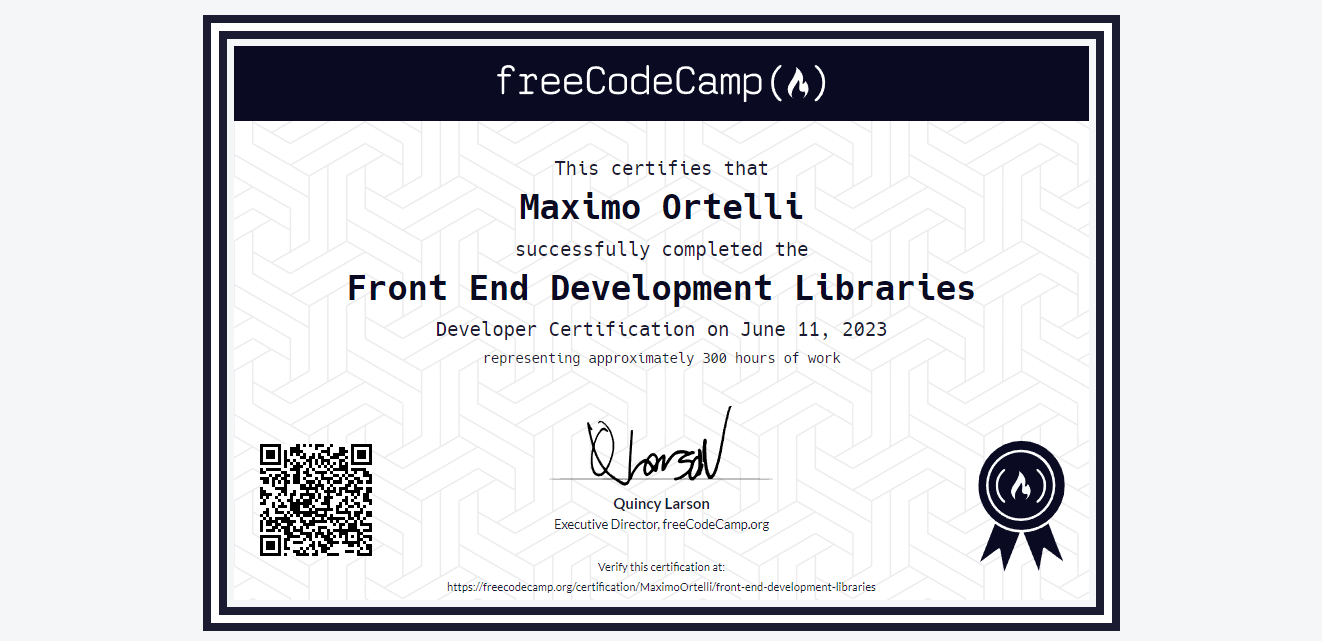 freeCodeCamp
This certifies that
Maximo Ortelli
successfully completed the
Front End Development Libraries
Developer Certification on June 11, 2023
representing approximately 300 hours of work
Q Larson
Quincy Larson
Executive Director, freeCodeCamp.org
Verify this certification at:
https://freecodecamp.org/certification/MaximoOrtelli/front-end-development-libraries